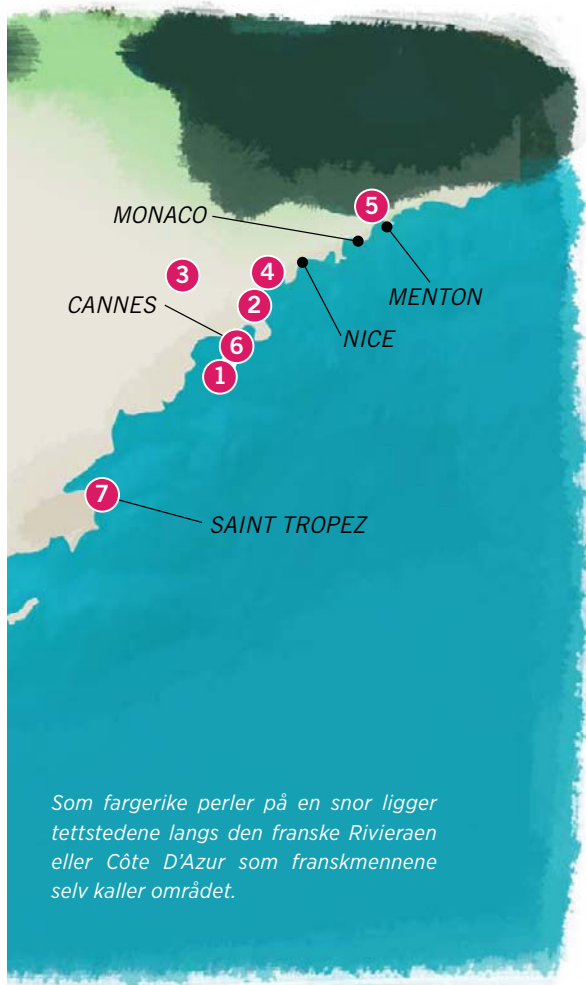 5
MONACO
3
4
MENTON
CANNES
2
NICE
6
1
7
SAINT TROPEZ
Som fargerike perler på en snor ligger
tettstedene langs den franske Rivieraen
eller Côte D'Azur som franskmennene
selv kaller området.